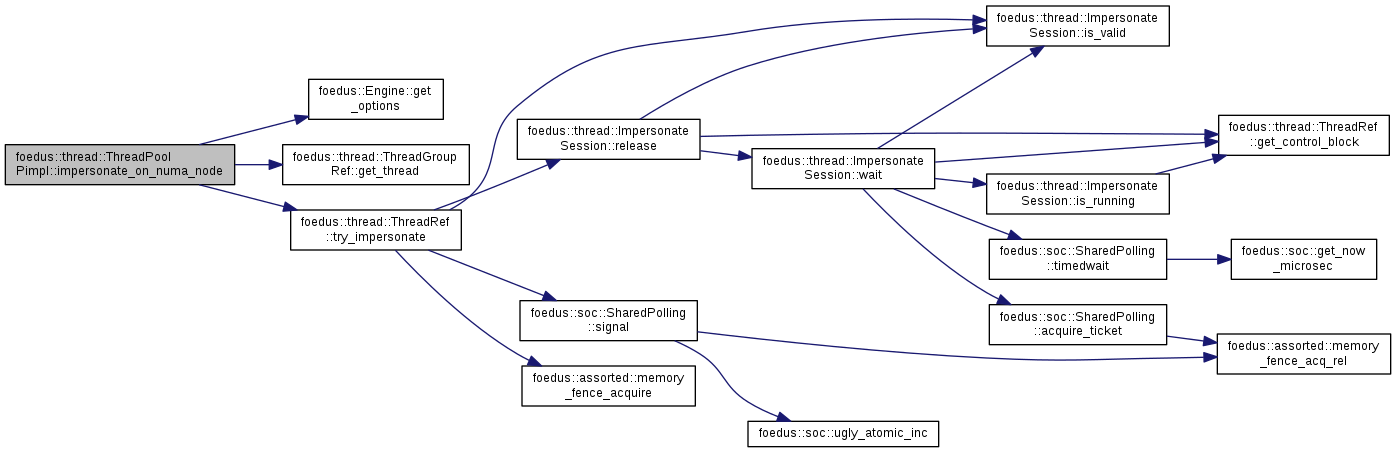 foedus::thread::ThreadPool
Pimpl::impersonate_on_numa_node
foedus::Engine::get
_options
foedus::thread::ThreadGroup
Ref::get_thread
foedus::thread::ThreadRef
::try_impersonate
foedus::thread::Impersonate
Session::release
foedus::soc::SharedPolling
::signal
foedus::assorted::memory
_fence_acquire
foedus::thread::Impersonate
Session::wait
foedus::soc::ugly_atomic_inc
foedus::thread::Impersonate
Session::is_valid
foedus::thread::Impersonate
Session::is_running
foedus::soc::SharedPolling
::timedwait
foedus::soc::SharedPolling
::acquire_ticket
foedus::thread::ThreadRef
::get_control_block
foedus::soc::get_now
_microsec
foedus::assorted::memory
_fence_acq_rel